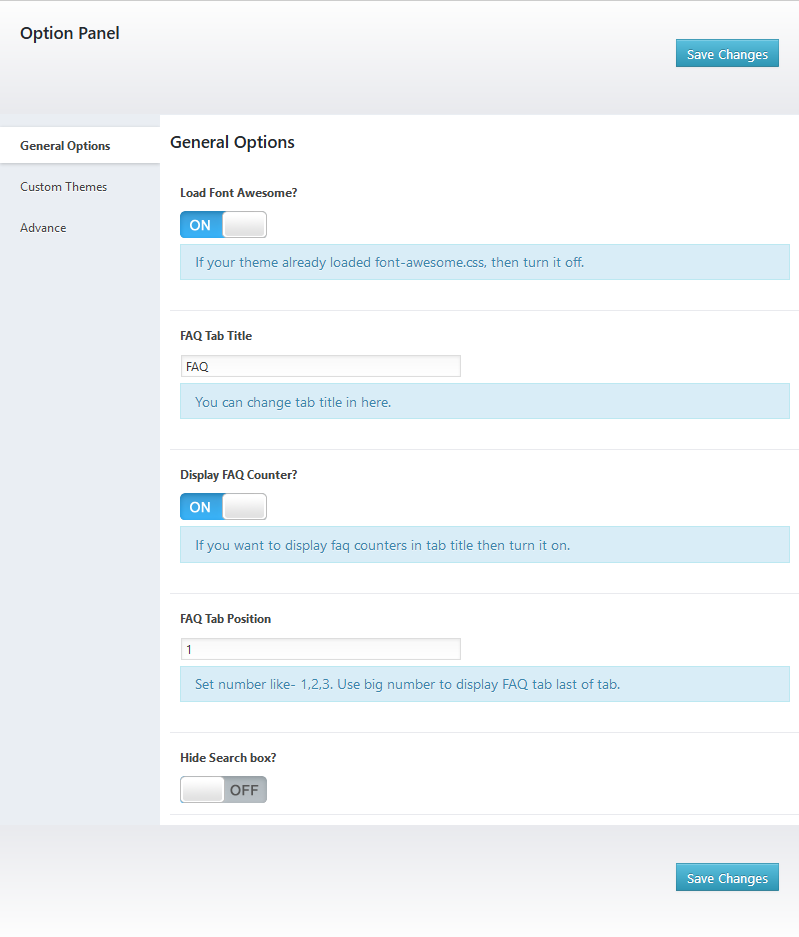 Option Panel
Save Changes
General Options
Custom Themes
Advance
General Options
Load Font Awesome?
ON
If your theme already loaded font-awesome.css, then turn it off.
FAQ Tab Title
FAQ
You can change tab title in here.
Display FAQ Counter?
ON
If you want to display faq counters in tab title then turn it on.
FAQ Tab Position
1
Set number like- 1,2,3. Use big number to display FAQ tab last of tab.
Hide Search box?
OFF
Save Changes